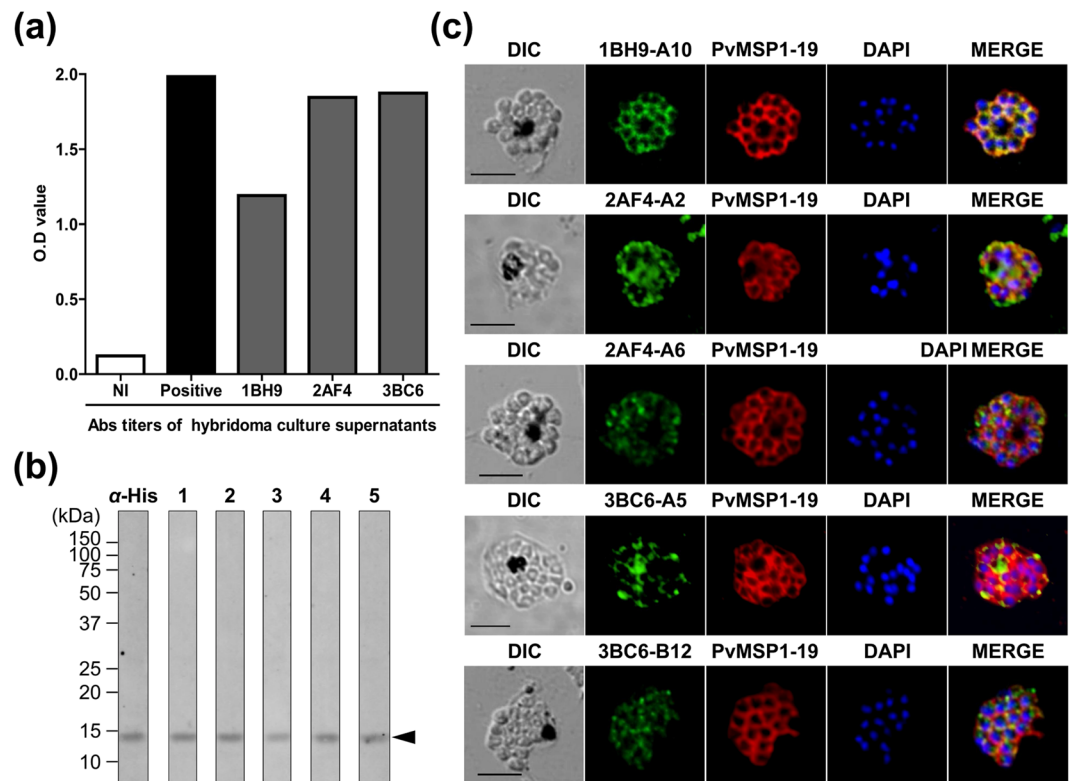 (a)
2.0
1.5
1.0
0.5
0.0
O.D value
NI Positive 1BH9 2AF4 3BC6
Abs titers of hybridoma culture supernatants
(b)
α-His 1 2 3 4 5
(kDa)
150
100
75
50
37
25
20
15
10
(c)
DIC 1BH9-A10 PvMSP1-19 DAPI MERGE
DIC 2AF4-A2 PvMSP1-19 DAPI MERGE
DIC 2AF4-A6 PvMSP1-19 DAPI MERGE
DIC 3BC6-A5 PvMSP1-19 DAPI MERGE
DIC 3BC6-B12 PvMSP1-19 DAPI MERGE